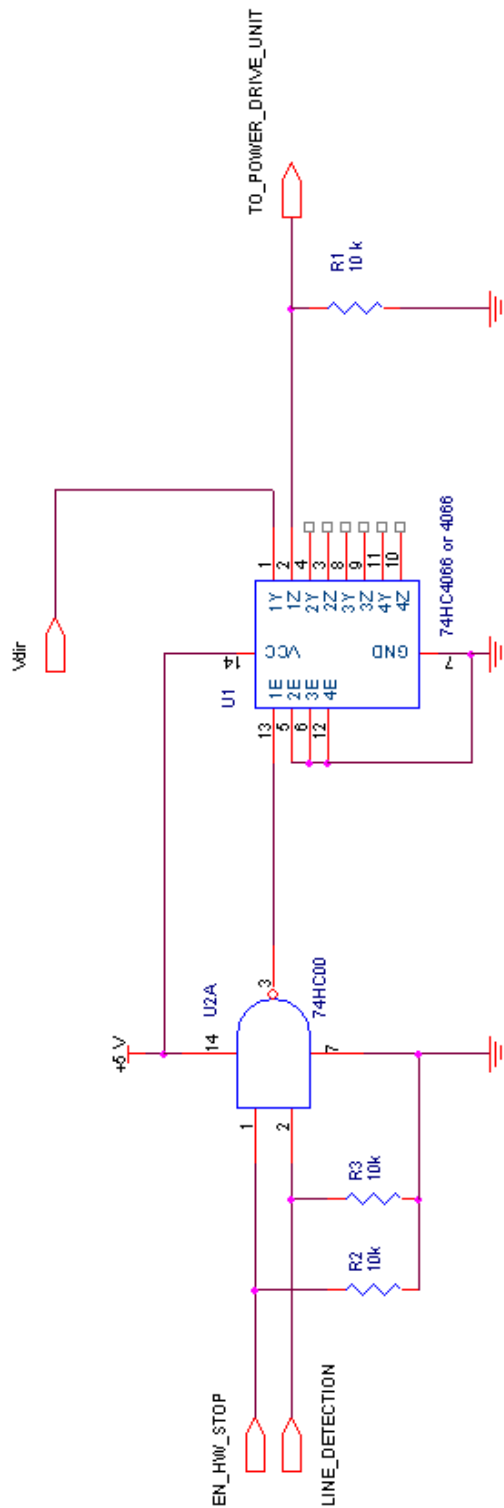 EN_HW_STOP
LINE_DETECTION
R2
10k
R3
10k
+5 V
1
2
14
7
3
U2A
74HC00
Vdir
U1
13
5
6
12
1E
2E
3E
4E
14
VCC
GND
7
1Y
1Z
2Y
2Z
3Y
3Z
4Y
4Z
1
2
4
3
8
9
11
10
74HC4066 or 4066
R1
10 k
TO_POWER_DRIVE_UNIT